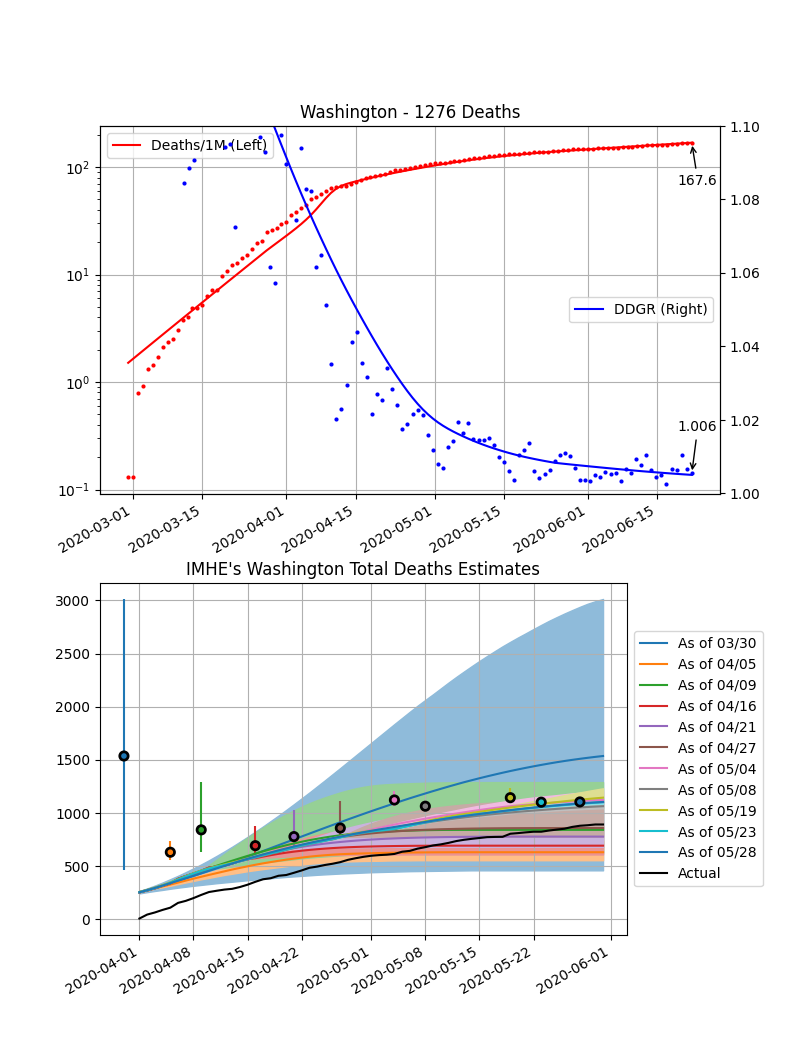 Washington - 1276 Deaths
Deaths/1M (Left)
DDGR (Right)
167.6
1.006
10²
10¹
10⁰
10⁻¹
1.10
1.08
1.06
1.04
1.02
1.00
2020-03-01
2020-03-15
2020-04-01
2020-04-15
2020-05-01
2020-05-15
2020-06-01
2020-06-15
IMHE's Washington Total Deaths Estimates
3000
2500
2000
1500
1000
500
0
2020-04-01
2020-04-08
2020-04-15
2020-04-22
2020-05-01
2020-05-08
2020-05-15
2020-05-22
2020-06-01
As of 03/30
As of 04/05
As of 04/09
As of 04/16
As of 04/21
As of 04/27
As of 05/04
As of 05/08
As of 05/19
As of 05/23
As of 05/28
Actual